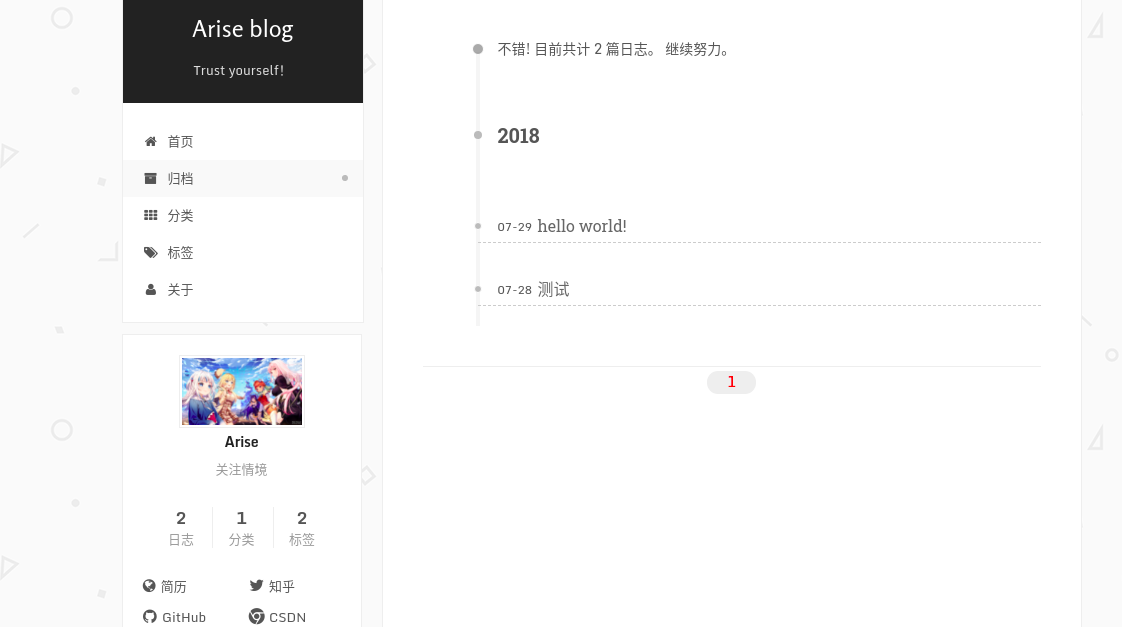 Arise blog
Trust yourself!
首页
归档
分类
标签
关于
Arise
关注情境
2 1 2
日志 分类 标签
简历 知乎
GitHub CSDN
不错! 目前共计 2 篇日志。 继续努力。
2018
07-29 hello world!
07-28 测试
1